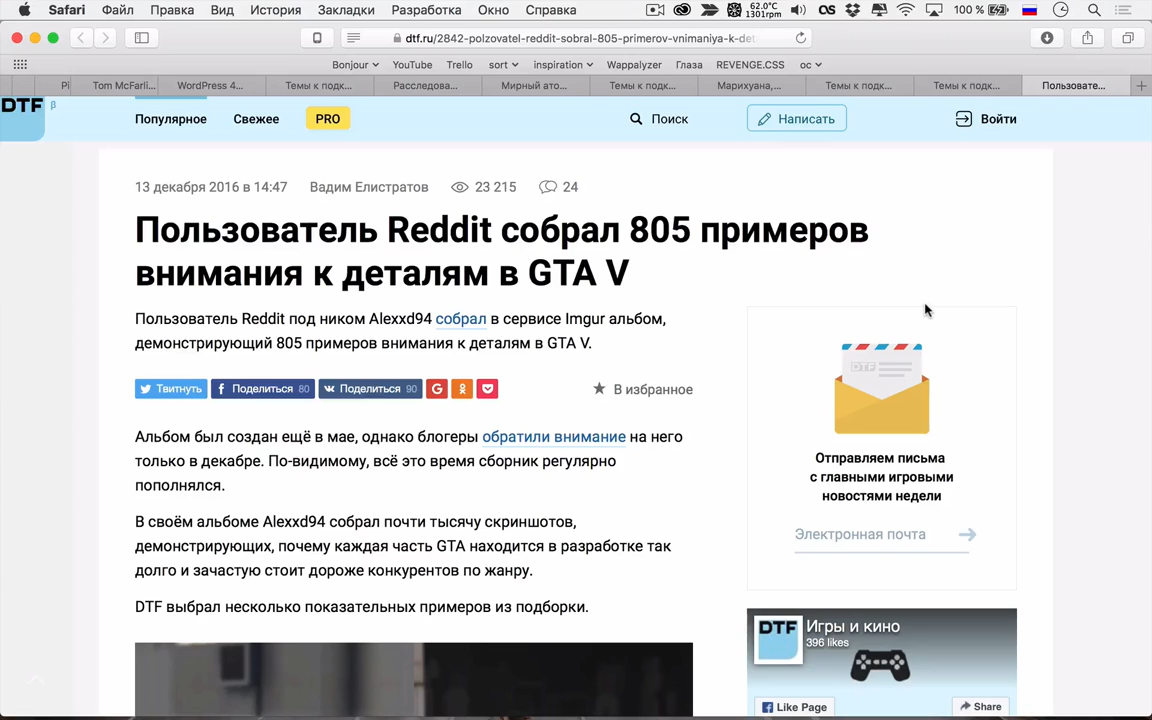 Safari Файл Правка Вид История Закладки Разработка Окно Справка 62.0°C 1301rpm 100 %
dtf.ru/2842-polzovatel-reddit-sobral-805-primerov-vnimaniya-k-det
Bonjour YouTube Trello sort inspiration Wappalyzer Глаза REVENGE.CSS ос
Pi Tom McFarli... WordPress 4... Темы к подк... Расследова... Мирный ато... Темы к подк... Марихуана,... Темы к подк... Темы к подк... Пользовате...
DTF β Популярное Свежее PRO Поиск Написать Войти
13 декабря 2016 в 14:47 Вадим Елистратов 23 215 24
Пользователь Reddit собрал 805 примеров
внимания к деталям в GTA V
Пользователь Reddit под ником Alexxd94 собрал в сервисе Imgur альбом,
демонстрирующий 805 примеров внимания к деталям в GTA V.
Твитнуть Поделиться 80 Поделиться 90 В избранное
Альбом был создан ещё в мае, однако блогеры обратили внимание на него
только в декабре. По-видимому, всё это время сборник регулярно
пополнялся.
В своём альбоме Alexxd94 собрал почти тысячу скриншотов,
демонстрирующих, почему каждая часть GTA находится в разработке так
долго и зачастую стоит дороже конкурентов по жанру.
DTF выбрал несколько показательных примеров из подборки.
DTF
Отправляем письма
с главными игровыми
новостями недели
Электронная почта
DTF
Игры и кино
396 likes
Like Page Share